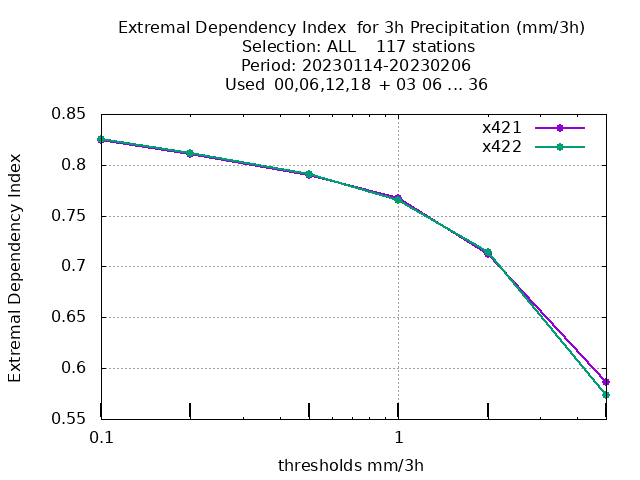 Extremal Dependency Index  for 3h Precipitation (mm/3h)
Selection: ALL    117 stations
Period: 20230114-20230206
Used  00,06,12,18  + 03 06 ... 36
x421
x422
0.85
0.8
0.75
0.7
0.65
0.6
0.55
Extremal Dependency Index
0.1
1
thresholds mm/3h